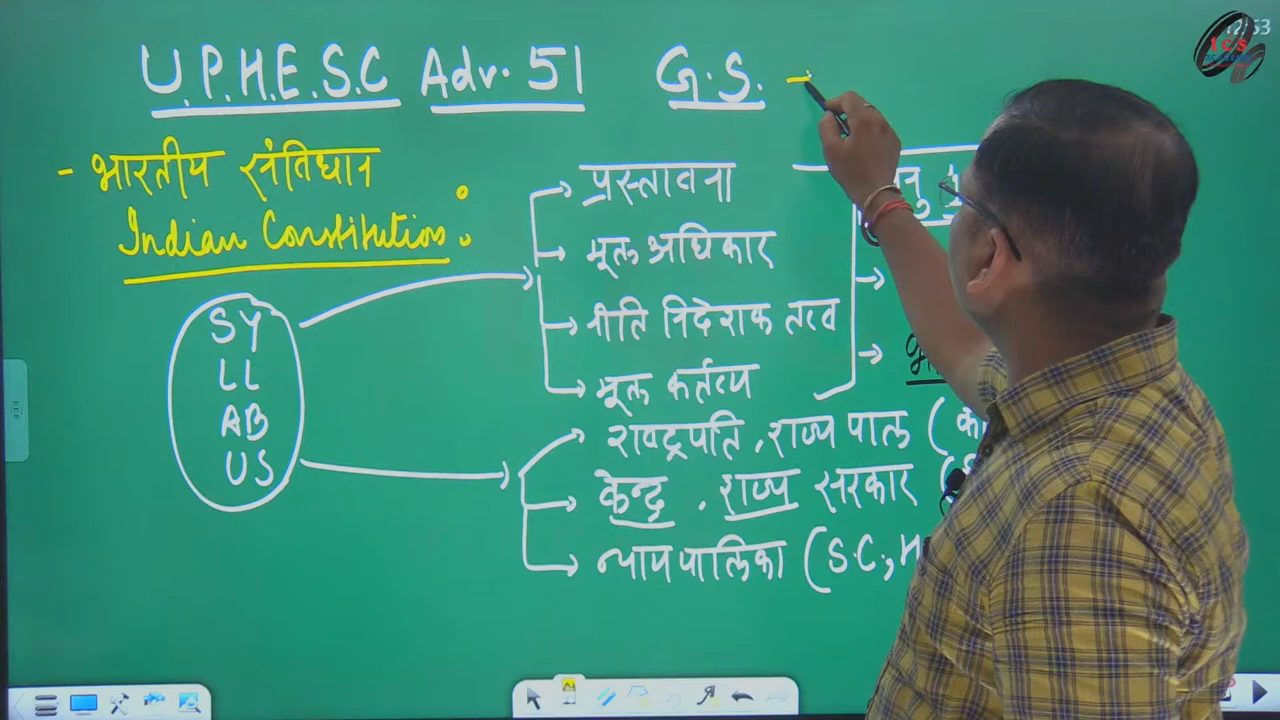 U.P.H.E.S.C Adv. 51 G.S. →
- भारतीय संविधान
Indian Constitution :
SY
LL
AB
US
प्रस्तावना
मूल अधिकार
नीति निदेशक तत्व
मूल कर्तव्य
राष्ट्रपति, राज्य पाल (
केन्द्र, राज्य सरकार (
न्यायपालिका (S.C., H
ICS